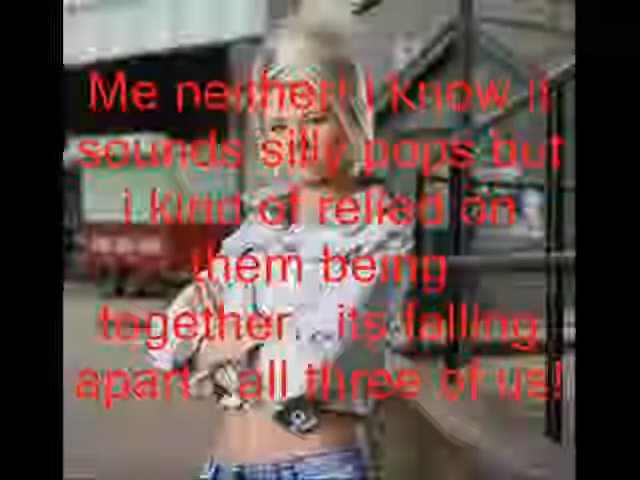 Me neither! I know it
sounds silly pops but
i kind of relied on
them being
together... its falling
apart.. all three of us!